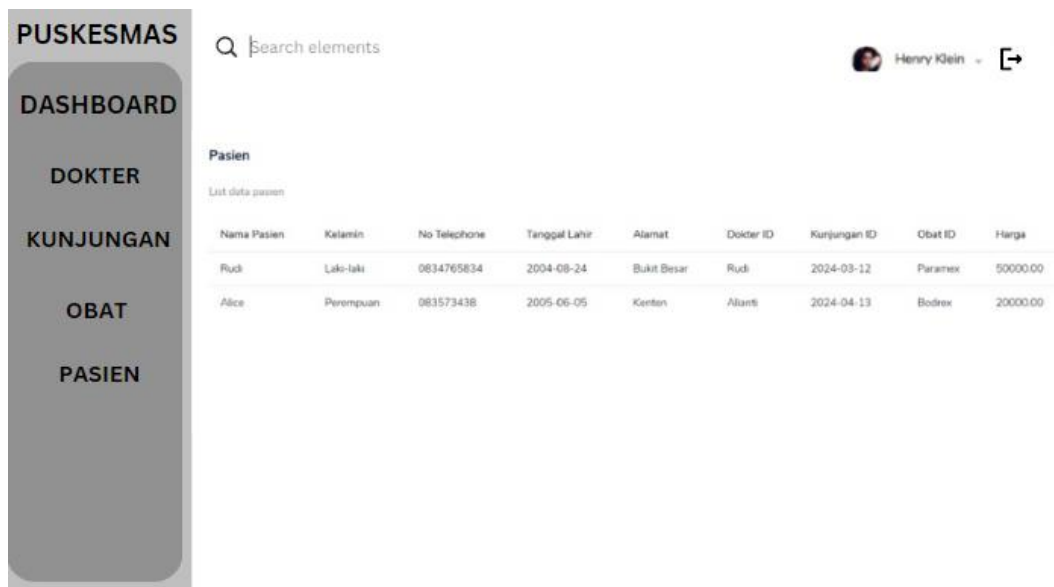 PUSKESMAS
Search elements
Henry Klein
DASHBOARD
DOKTER
KUNJUNGAN
OBAT
PASIEN
Pasien
List data pasien
Nama Pasien Kelamin No Telephone Tanggal Lahir Alamat Dokter ID Kunjungan ID Obat ID Harga
Rudi Laki-laki 0834765834 2004-08-24 Bukit Besar Rudi 2024-03-12 Paramex 50000.00
Alice Perempuan 083573438 2005-06-05 Kenten Alianti 2024-04-13 Bodrex 20000.00